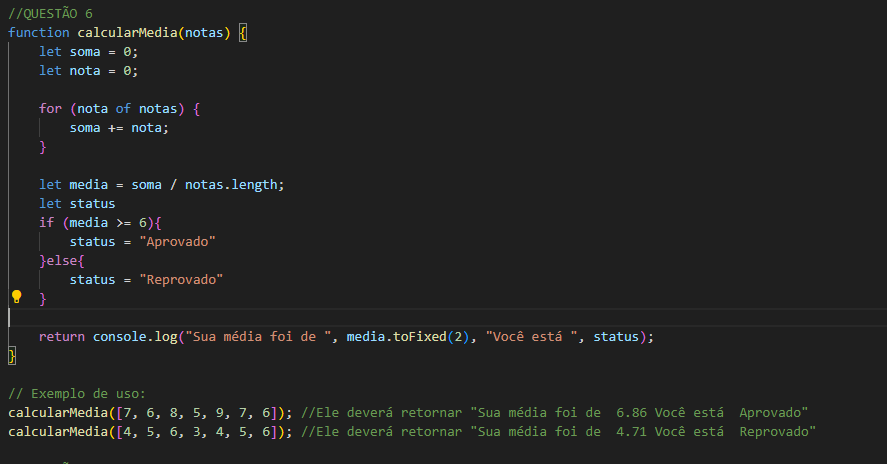 //QUESTÃO 6
function calcularMedia(notas) {
    let soma = 0;
    let nota = 0;

    for (nota of notas) {
        soma += nota;
    }

    let media = soma / notas.length;
    let status
    if (media >= 6){
        status = "Aprovado"
    }else{
        status = "Reprovado"
    }

    return console.log("Sua média foi de ", media.toFixed(2), "Você está ", status);
}

// Exemplo de uso:
calcularMedia([7, 6, 8, 5, 9, 7, 6]); //Ele deverá retornar "Sua média foi de  6.86 Você está  Aprovado"
calcularMedia([4, 5, 6, 3, 4, 5, 6]); //Ele deverá retornar "Sua média foi de  4.71 Você está  Reprovado"